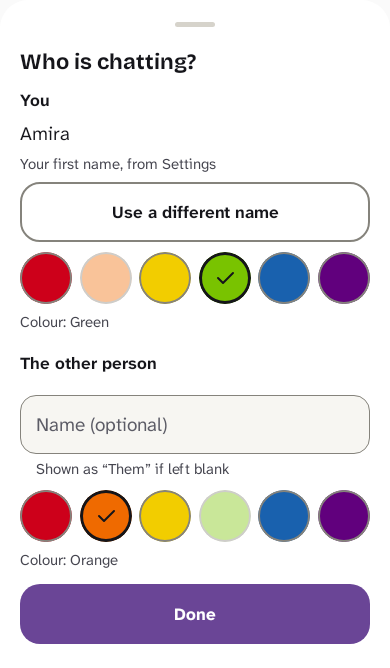 Who is chatting?
You
Amira
Your first name, from Settings
Use a different name
Colour: Green
The other person
Name (optional)
Shown as “Them” if left blank
Colour: Orange
Done